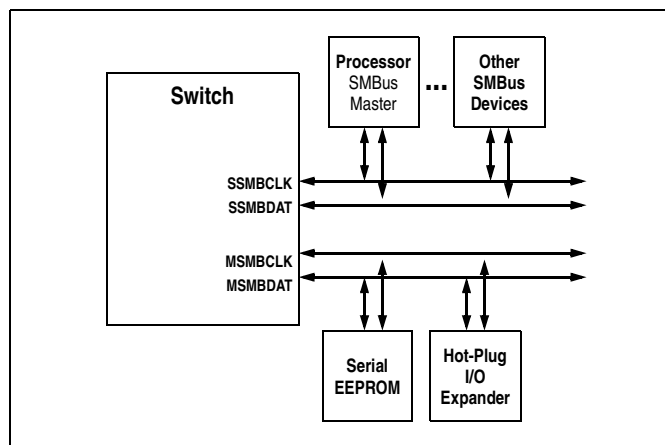 Processor
SMBus
Master
...
Other
SMBus
Devices
Switch
SSMBCLK
SSMBDAT
MSMBCLK
MSMBDAT
Serial
EEPROM
Hot-Plug
I/O
Expander